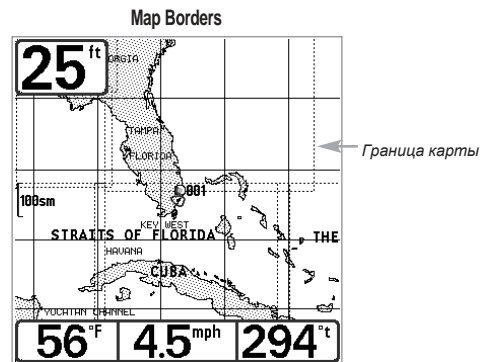 Map Borders
25 ft
ORGIA
TAMPA
FLORIDA
Граница карты
001
100sm
KEY WEST
STRAITS OF FLORIDA
THE
HAVANA
CUBA
YUCATAN CHANNEL
56 °F
4.5 mph
294 °t